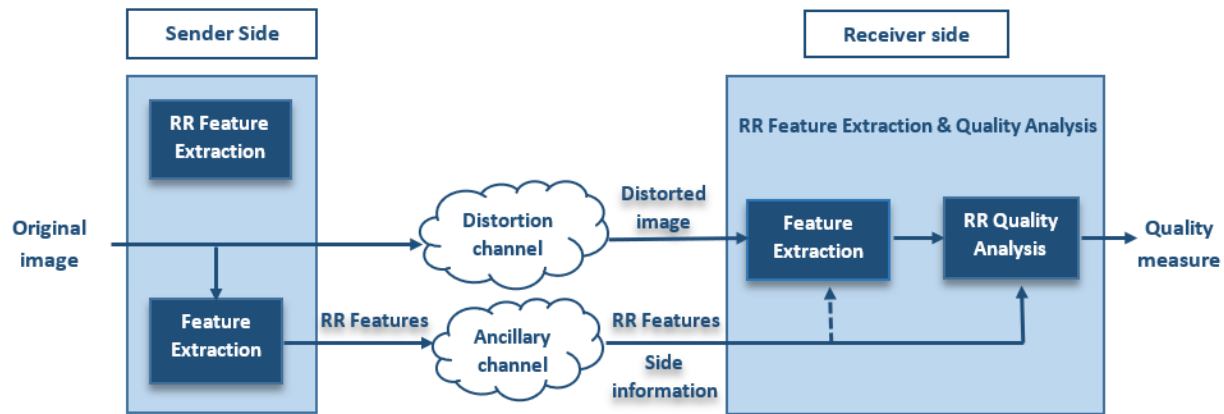 Sender Side
Receiver side
RR Feature
Extraction
RR Feature Extraction & Quality Analysis
Original
image
Distortion
channel
Distorted
image
Feature
Extraction
RR Quality
Analysis
Quality
measure
Feature
Extraction
RR Features
Ancillary
channel
RR Features
Side
information